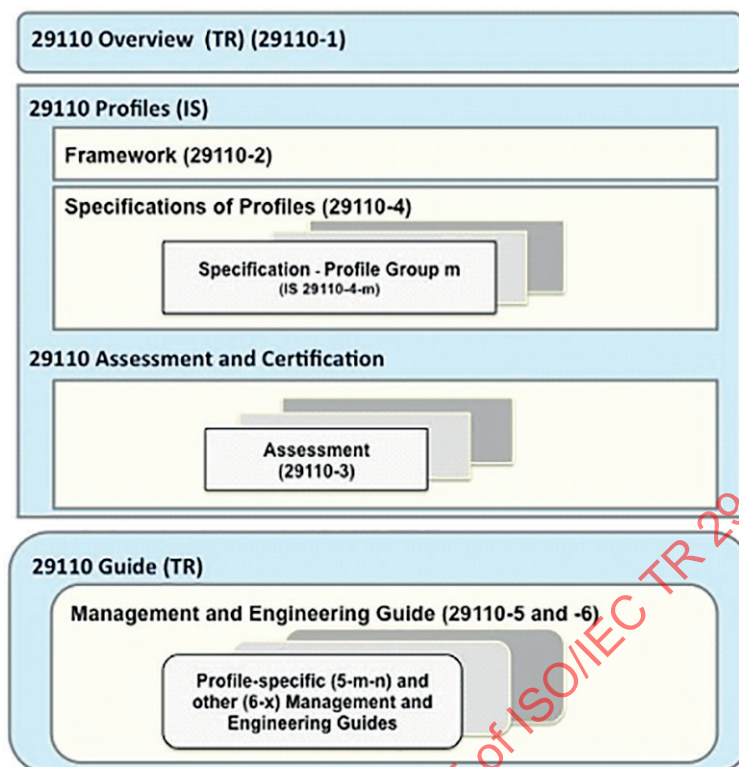 29110 Overview (TR) (29110-1)
29110 Profiles (IS)
Framework (29110-2)
Specifications of Profiles (29110-4)
Specification - Profile Group m
(IS 29110-4-m)
29110 Assessment and Certification
Assessment
(29110-3)
29110 Guide (TR)
Management and Engineering Guide (29110-5 and -6)
Profile-specific (5-m-n) and
other (6-x) Management and
Engineering Guides
of ISO/IEC TR 29